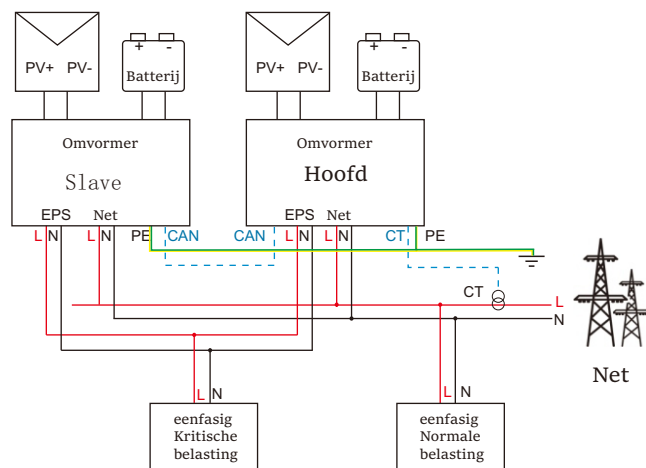 PV+ PV-
+ -
Batterij
PV+ PV-
+ -
Batterij
Omvormer
Slave
EPS Net
Omvormer
Hoofd
EPS Net
L N L N PE CAN
CAN L N L N CT PE
CT
L
N
Net
L N
eenfasig
Kritische
belasting
L N
eenfasig
Normale
belasting